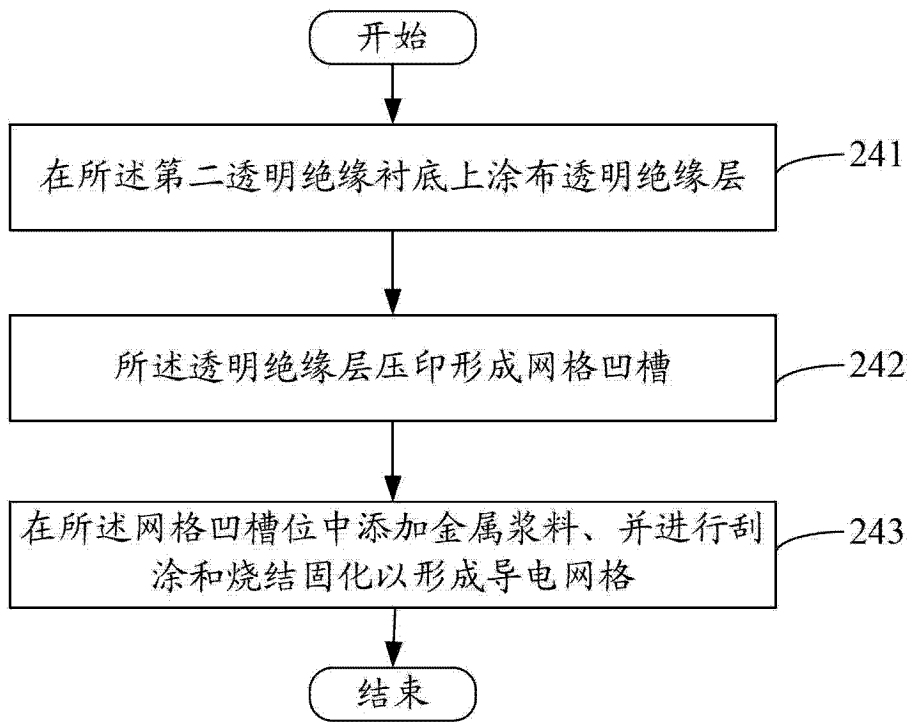 开始
在所述第二透明绝缘衬底上涂布透明绝缘层
241
所述透明绝缘层压印形成网格凹槽
242
在所述网格凹槽位中添加金属浆料、并进行刮
涂和烧结固化以形成导电网格
243
结束